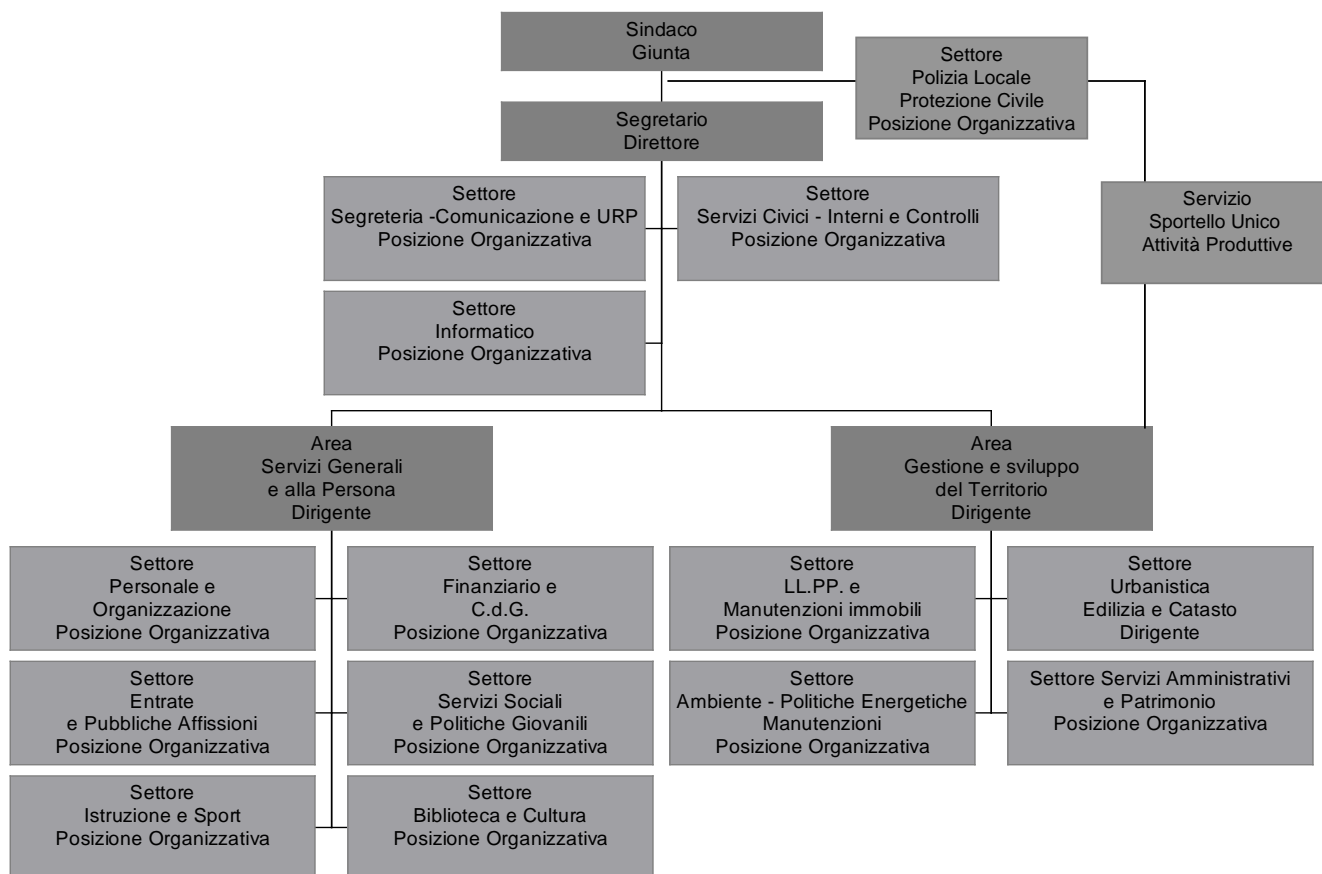 Sindaco
Giunta
Settore
Polizia Locale
Protezione Civile
Posizione Organizzativa
Segretario
Direttore
Settore
Segreteria -Comunicazione e URP
Posizione Organizzativa
Settore
Servizi Civici - Interni e Controlli
Posizione Organizzativa
Servizio
Sportello Unico
Attività Produttive
Settore
Informatico
Posizione Organizzativa
Area
Servizi Generali
e alla Persona
Dirigente
Area
Gestione e sviluppo
del Territorio
Dirigente
Settore
Personale e
Organizzazione
Posizione Organizzativa
Settore
Finanziario e
C.d.G.
Posizione Organizzativa
Settore
LL.PP. e
Manutenzioni immobili
Posizione Organizzativa
Settore
Urbanistica
Edilizia e Catasto
Dirigente
Settore
Entrate
e Pubbliche Affissioni
Posizione Organizzativa
Settore
Servizi Sociali
e Politiche Giovanili
Posizione Organizzativa
Settore
Ambiente - Politiche Energetiche
Manutenzioni
Posizione Organizzativa
Settore Servizi Amministrativi
e Patrimonio
Posizione Organizzativa
Settore
Istruzione e Sport
Posizione Organizzativa
Settore
Biblioteca e Cultura
Posizione Organizzativa